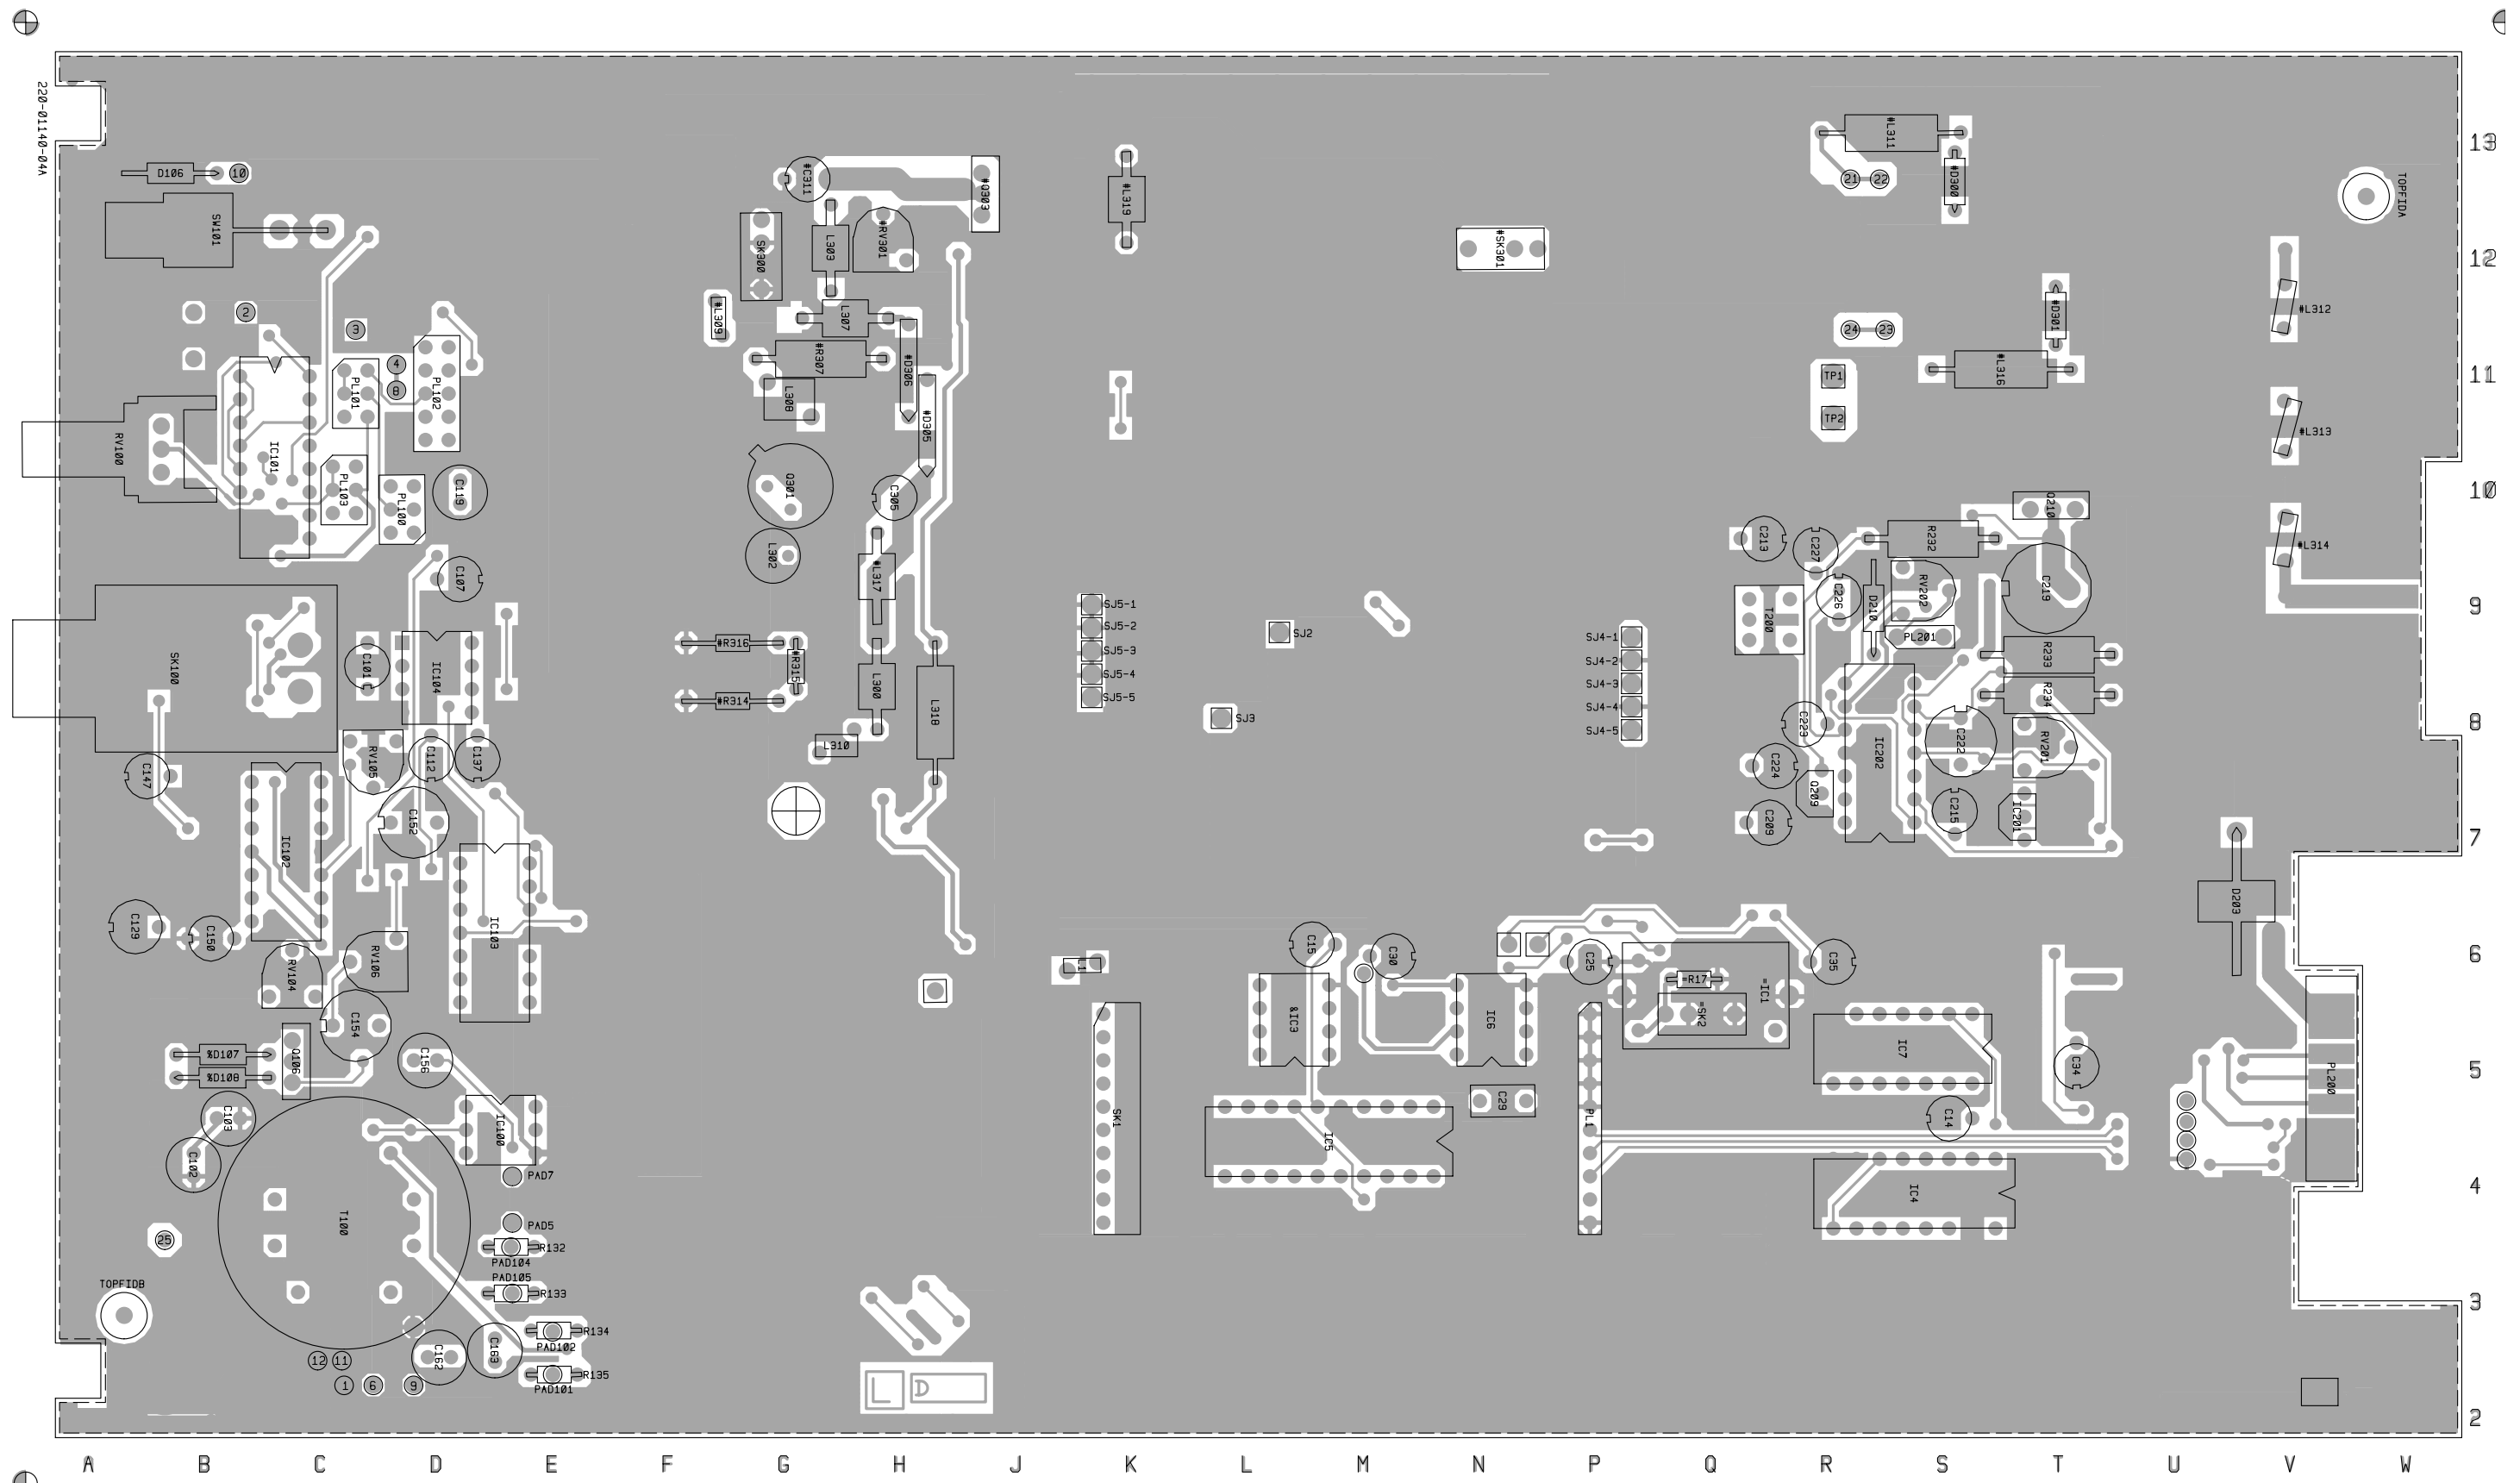 220-01140-04A
13
12
11
10
9
8
7
6
5
4
3
2
A
B
C
D
E
F
G
H
J
K
L
M
N
P
Q
R
S
T
U
V
W
D106
10
SW101
2
3
4
8
PL101
PL102
RV100
IC101
PL103
PL100
C119
C107
SK100
C101
IC104
RV105
C112
C137
C147
C152
IC102
IC103
C129
C150
RV104
RV106
C154
%D107
%D108
Q106
C156
C103
C102
IC100
T100
PAD7
PAD5
R132
PAD104
PAD105
R133
R134
PAD102
R135
PAD101
25
TOPFIDB
12
11
1
6
9
C162
C163
L
D
#C311
#Q303
SK300
L303
#RV301
#L309
L307
#R307
#D306
L308
#D305
Q301
C305
L302
#L317
#R316
#R315
#R314
L300
L318
L310
#L319
#SK301
SJ5-1
SJ5-2
SJ5-3
SJ5-4
SJ5-5
SJ2
SJ3
SJ4-1
SJ4-2
SJ4-3
SJ4-4
SJ4-5
#L311
21
22
#D300
TOPFIDA
24
23
#D301
#L316
TP1
TP2
#L312
#L313
#L314
Q210
C213
C227
R232
C226
D210
RV202
C219
T200
PL201
R233
R234
C223
IC202
C222
RV201
C224
Q209
C209
C215
IC201
D203
L1
C15
C30
C25
=R17
=IC1
=SK2
C35
&IC3
IC6
IC7
C34
C29
C14
SK1
IC5
PL1
IC4
PL200